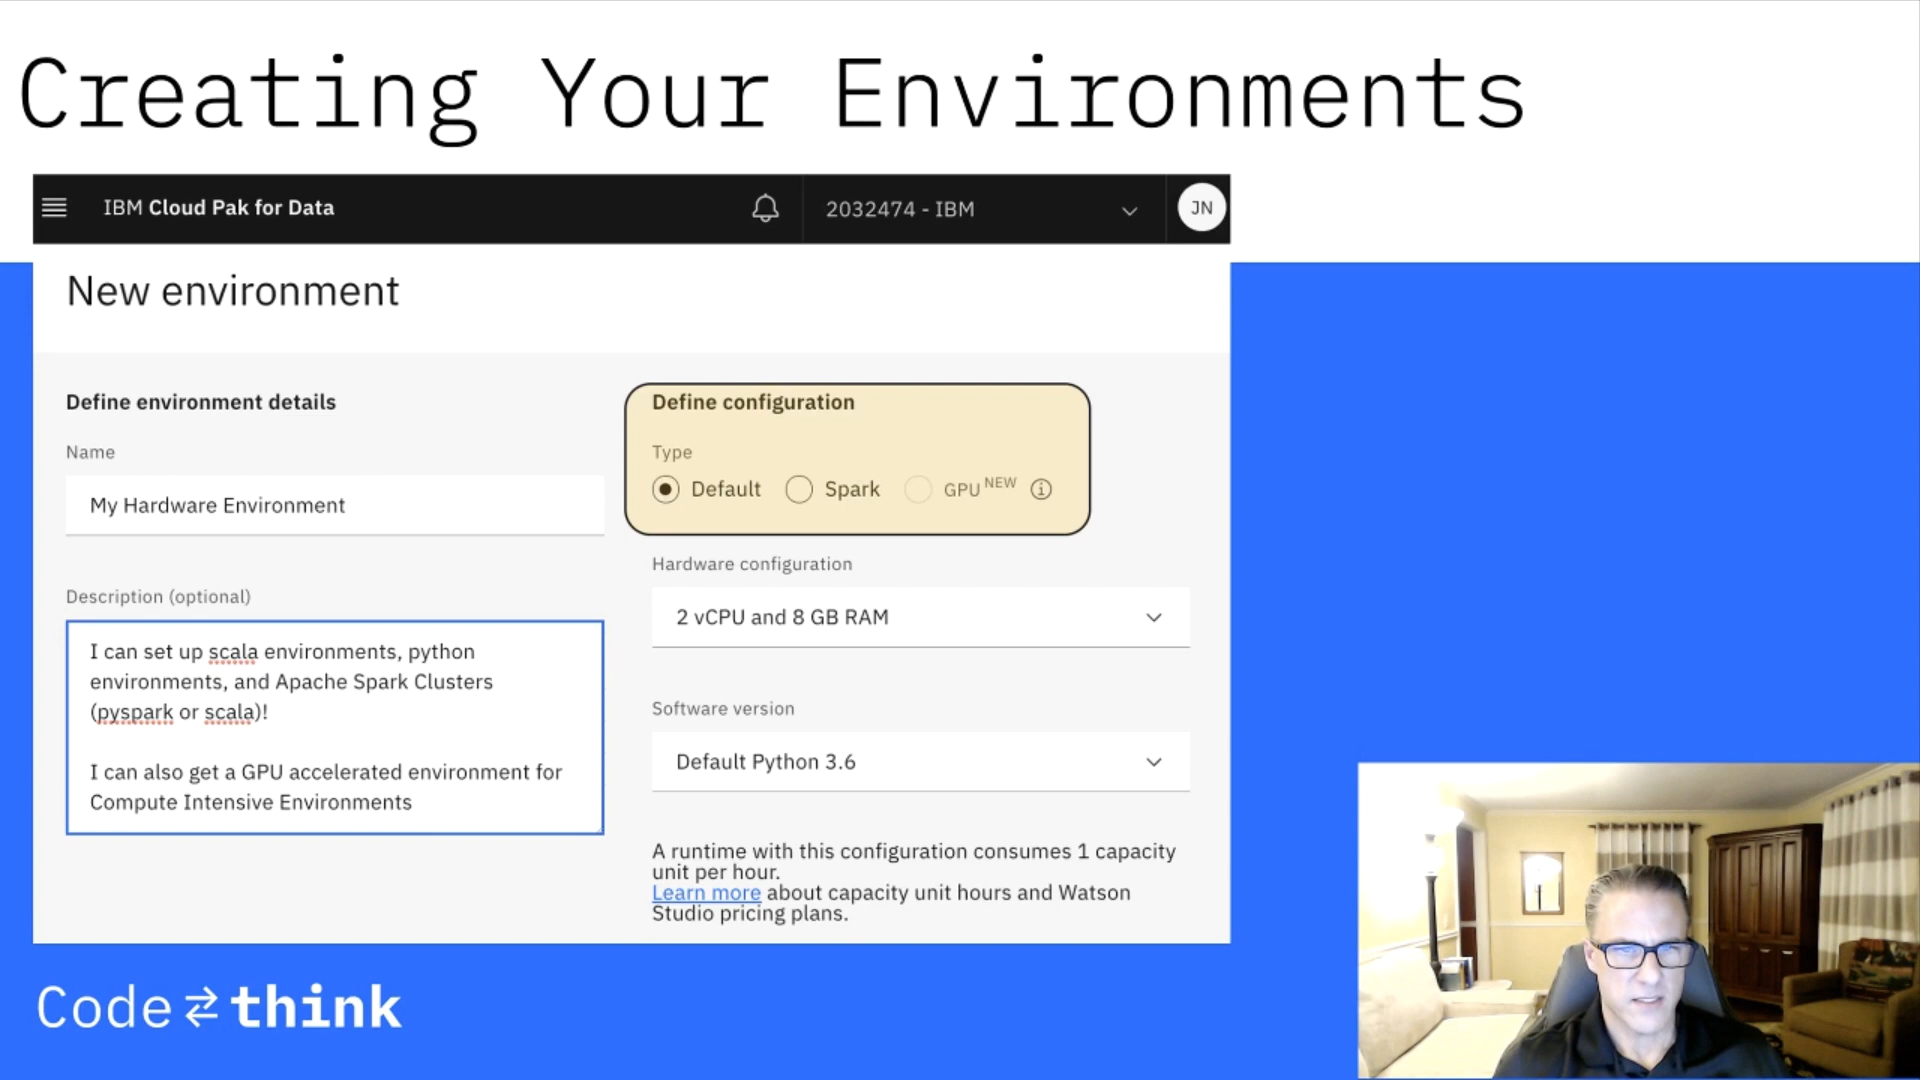 Creating Your Environments
IBM Cloud Pak for Data
2032474 - IBM
JN
New environment
Define environment details
Name
My Hardware Environment
Description (optional)
I can set up scala environments, python
environments, and Apache Spark Clusters
(pyspark or scala)!
I can also get a GPU accelerated environment for
Compute Intensive Environments
Define configuration
Type
Default
Spark
GPU NEW
Hardware configuration
2 vCPU and 8 GB RAM
Software version
Default Python 3.6
A runtime with this configuration consumes 1 capacity
unit per hour.
Learn more about capacity unit hours and Watson
Studio pricing plans.
Code ⇄ think